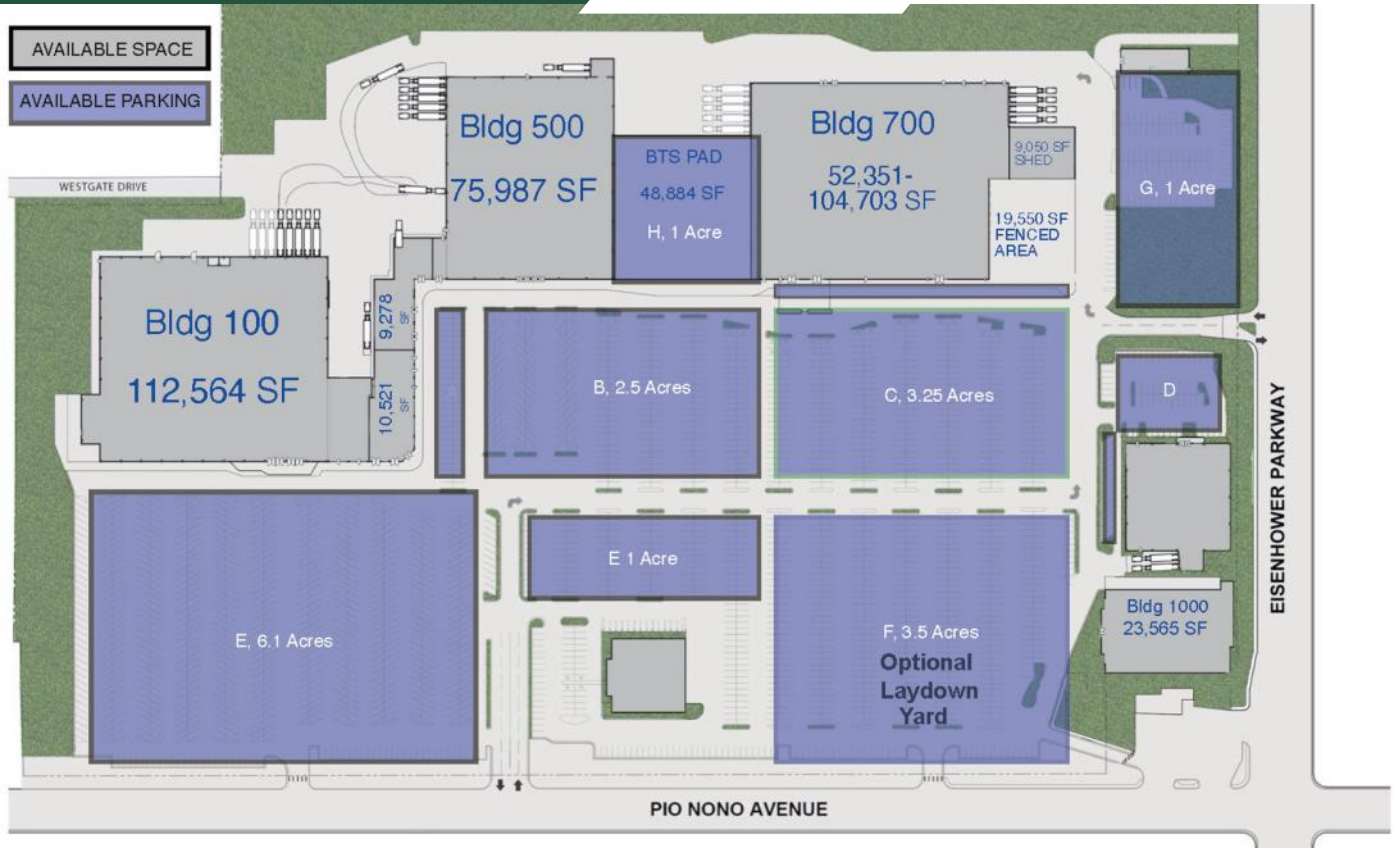 AVAILABLE SPACE
AVAILABLE PARKING
WESTGATE DRIVE
Bldg 500
75,987 SF
BTS PAD
48,884 SF
H, 1 Acre
Bldg 700
52,351-
104,703 SF
9,050 SF
SHED
19,550 SF
FENCED
AREA
G, 1 Acre
Bldg 100
112,564 SF
9,278
SF
10,521
SF
B, 2.5 Acres
C, 3.25 Acres
D
E, 6.1 Acres
E 1 Acre
F, 3.5 Acres
Optional
Laydown
Yard
Bldg 1000
23,565 SF
EISENHOWER PARKWAY
PIO NONO AVENUE